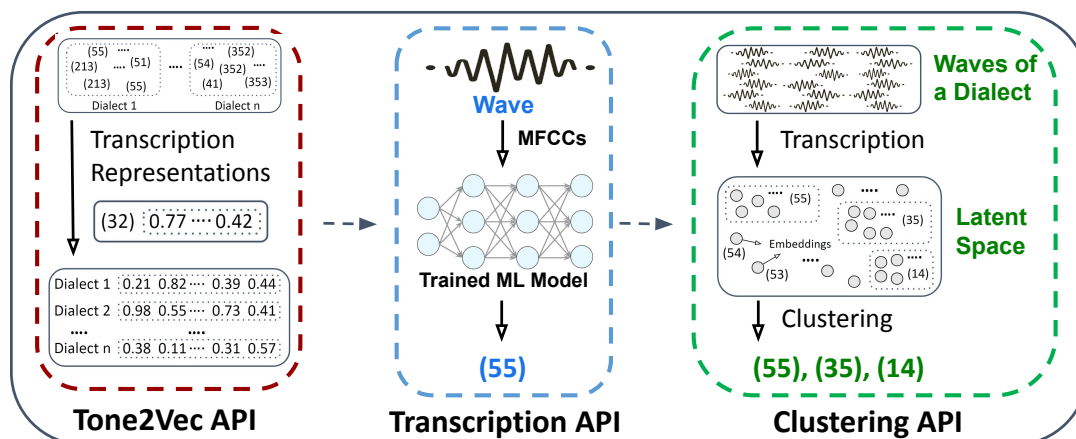 (55) ....
(213) .... (51)
(213) (55)
Dialect 1
....
.... (352)
(54) (352) ....
(41) (353)
Dialect n
Transcription
Representations
(32) 0.77 .... 0.42
Dialect 1 0.21 0.82 .... 0.39 0.44
Dialect 2 0.98 0.55 .... 0.73 0.41
.... ....
Dialect n 0.38 0.11 .... 0.31 0.57
Tone2Vec API
Wave
MFCCs
Trained ML Model
(55)
Transcription API
Waves of
a Dialect
Transcription
.... (55)
....
.... (35)
Latent
Space
(54)
Embeddings
(53)
....
.... (14)
Clustering
(55), (35), (14)
Clustering API